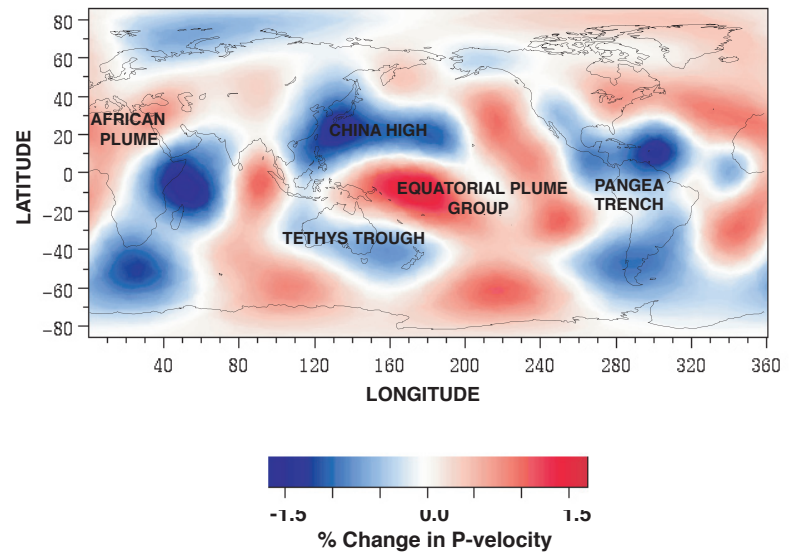 80
60
40
20
0
-20
-40
-60
-80
LATITUDE
AFRICAN
PLUME
CHINA HIGH
EQUATORIAL PLUME
GROUP
PANGEA
TRENCH
TETHYS TROUGH
40 80 120 160 200 240 280 320 360
LONGITUDE
-1.5 0.0 1.5
% Change in P-velocity